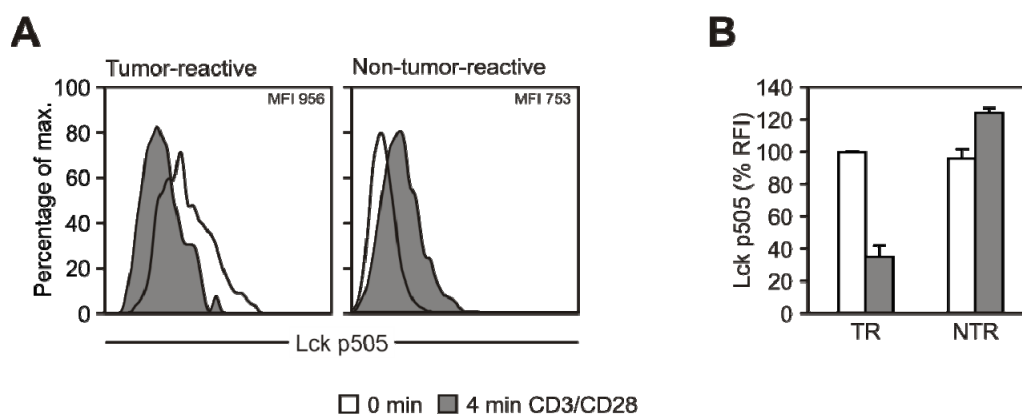 A
B
Tumor-reactive
Non-tumor-reactive
MFI 956
MFI 753
Percentage of max.
100
80
60
40
20
0
Lck p505
Lck p505 (% RFI)
140
120
100
80
60
40
20
0
TR
NTR
0 min
4 min CD3/CD28